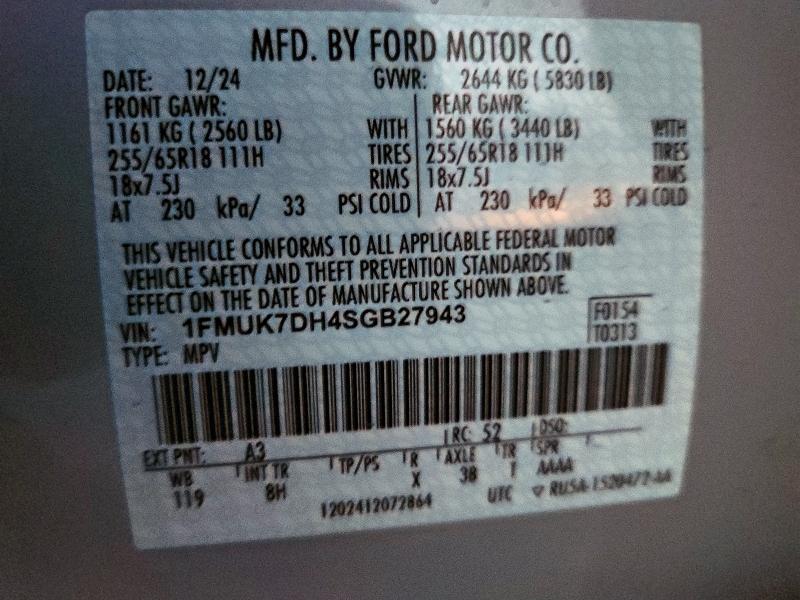 MFD. BY FORD MOTOR CO.
DATE: 12/24 GVWR: 2644 KG ( 5830 LB)
FRONT GAWR: REAR GAWR:
1161 KG ( 2560 LB) WITH 1560 KG ( 3440 LB) WITH
255/65R18 111H TIRES 255/65R18 111H TIRES
18x7.5J RIMS 18x7.5J RIMS
AT 230 kPa/ 33 PSI COLD AT 230 kPa/ 33 PSI COLD
THIS VEHICLE CONFORMS TO ALL APPLICABLE FEDERAL MOTOR
VEHICLE SAFETY AND THEFT PREVENTION STANDARDS IN
EFFECT ON THE DATE OF MANUFACTURE SHOWN ABOVE.
VIN: 1FMUK7DH4SGB27943 F0154
TYPE: MPV T0313
EXT PNT: A3 RC: 52 DSO:
WB INT TR TP/PS R AXLE TR SPR
119 8H X 38 T AAAA
1202412072864 UTC